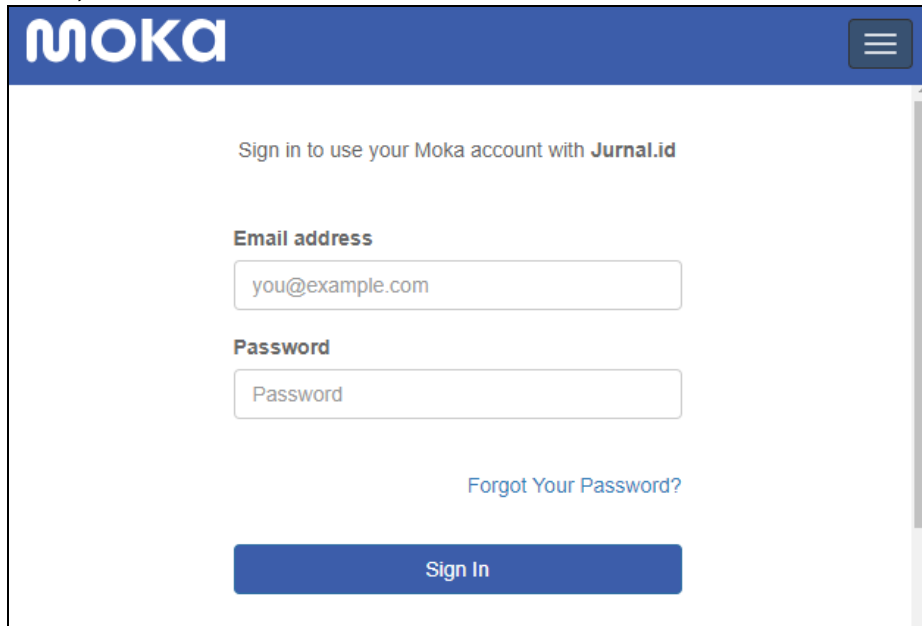 moka
Sign in to use your Moka account with Jurnal.id
Email address
you@example.com
Password
Password
Forgot Your Password?
Sign In